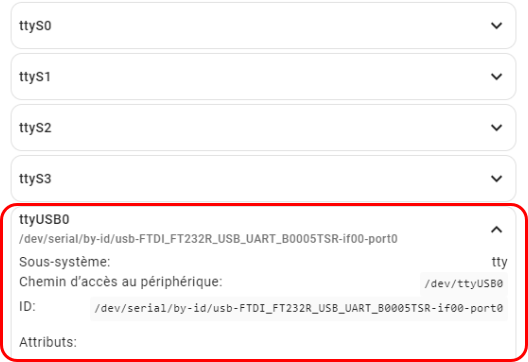 ttyS0
ttyS1
ttyS2
ttyS3
ttyUSB0
/dev/serial/by-id/usb-FTDI_FT232R_USB_UART_B0005TSR-if00-port0
Sous-système: tty
Chemin d’accès au périphérique: /dev/ttyUSB0
ID: /dev/serial/by-id/usb-FTDI_FT232R_USB_UART_B0005TSR-if00-port0
Attributs: